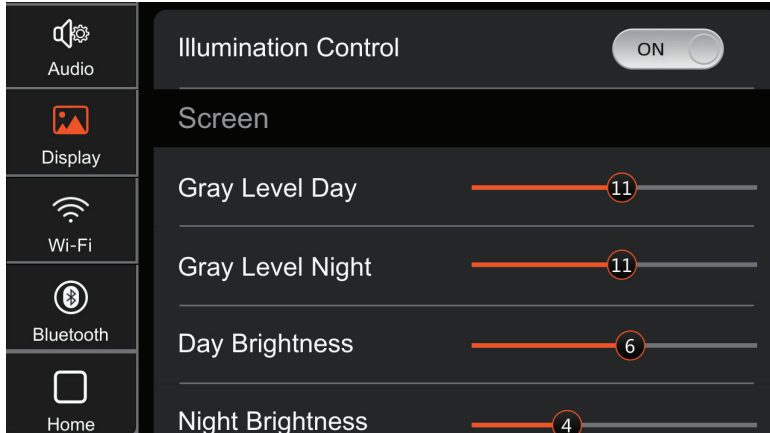 Audio
Display
Wi-Fi
Bluetooth
Home
Illumination Control ON
Screen
Gray Level Day 11
Gray Level Night 11
Day Brightness 6
Night Brightness 4